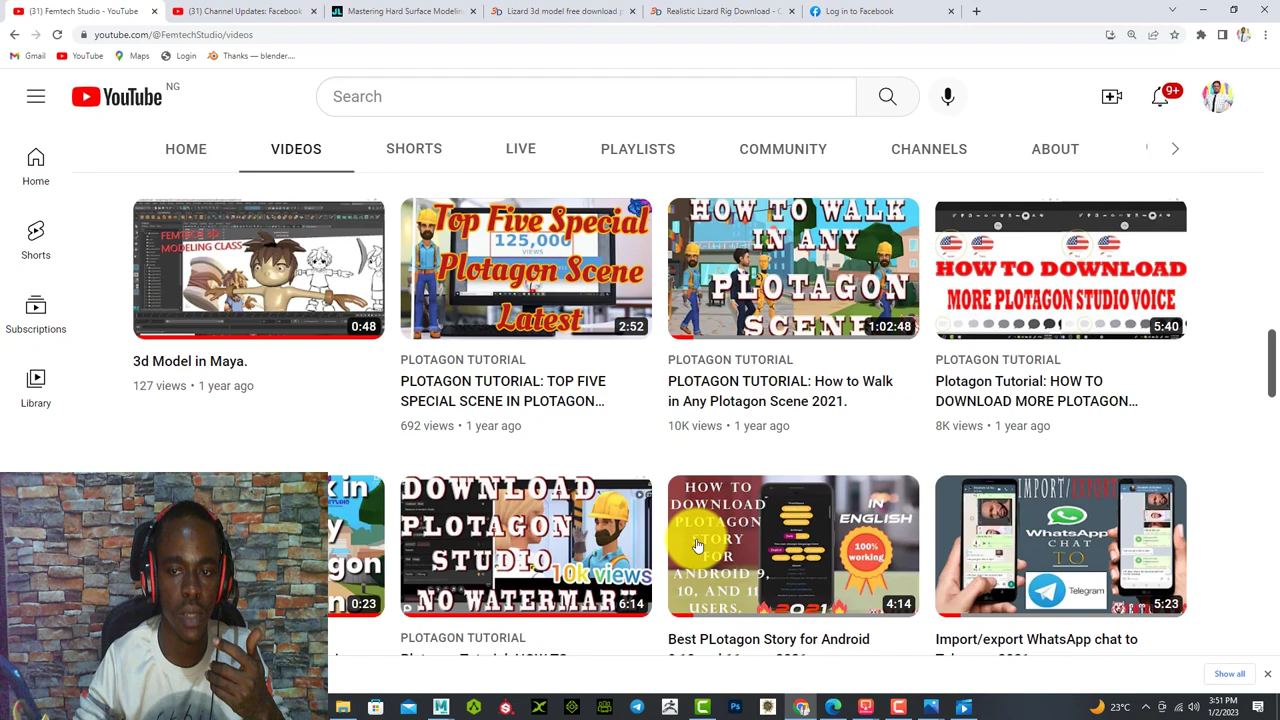 (31) Femtech Studio - YouTube
(31) Channel Updates: Facebook
Mastering Hard Surface Modelin
Lizard 3d model free download
Realistic Lizard Rig Download - C
Log in to Facebook
youtube.com/@FemtechStudio/videos
Gmail
YouTube
Maps
Login
Thanks — blender....
YouTube
NG
Search
9+
HOME
VIDEOS
SHORTS
LIVE
PLAYLISTS
COMMUNITY
CHANNELS
ABOUT
Home
Shorts
Subscriptions
Library
FEMTECH 3D
MODELING CLASS
0:48
3d Model in Maya.
127 views • 1 year ago
Top Five Special
125,000
VIEWS
Plotagon Scene
Latest
2:52
PLOTAGON TUTORIAL
PLOTAGON TUTORIAL: TOP FIVE
SPECIAL SCENE IN PLOTAGON...
692 views • 1 year ago
HOW TO WALK
IN ANY
PLOTAGON
SCENE
1:02:48
PLOTAGON TUTORIAL
PLOTAGON TUTORIAL: How to Walk
in Any Plotagon Scene 2021.
10K views • 1 year ago
HOW TO DOWNLOAD
MORE PLOTAGON STUDIO VOICE
5:40
PLOTAGON TUTORIAL
Plotagon Tutorial: HOW TO
DOWNLOAD MORE PLOTAGON...
8K views • 1 year ago
0:23
DOWNLOAD
PLOTAGON
STUDIO
10k views
NO WATERMAR
6:14
PLOTAGON TUTORIAL
HOW TO
DOWNLOAD
PLOTAGON
STORY
FOR
ANDROID 9,
10, AND 11
USERS.
IN
ENGLISH
100%
working
2021
4:14
Best PLotagon Story for Android
IMPORT/EXPORT
WhatsApp
CHAT
TO
Telegram
5:23
Import/export WhatsApp chat to
Show all
23°C
3:51 PM
1/2/2023